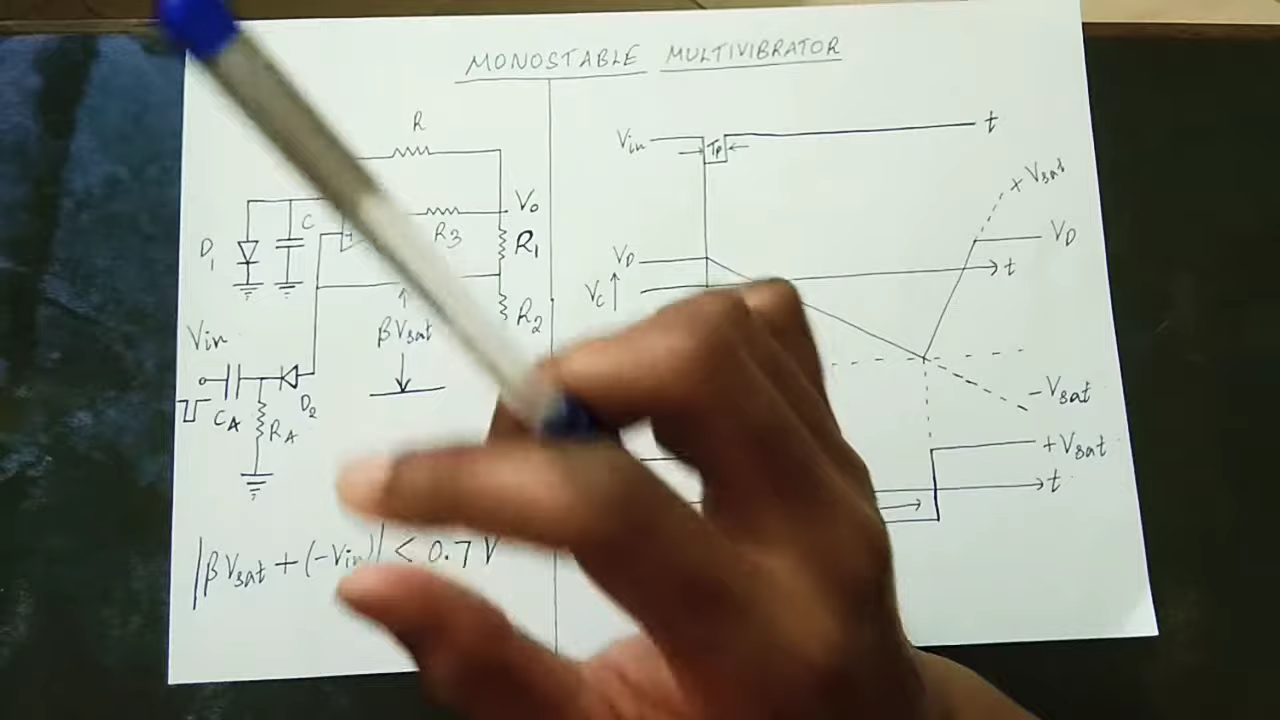 MONOSTABLE MULTIVIBRATOR
R
C
+
R3
Vo
R1
R2
D1
βVsat
Vin
CA
RA
D2
|βVsat + (-Vin)| < 0.7 V
Vin
Tp
t
+ Vsat
VD
VD
t
VC
-Vsat
+Vsat
t